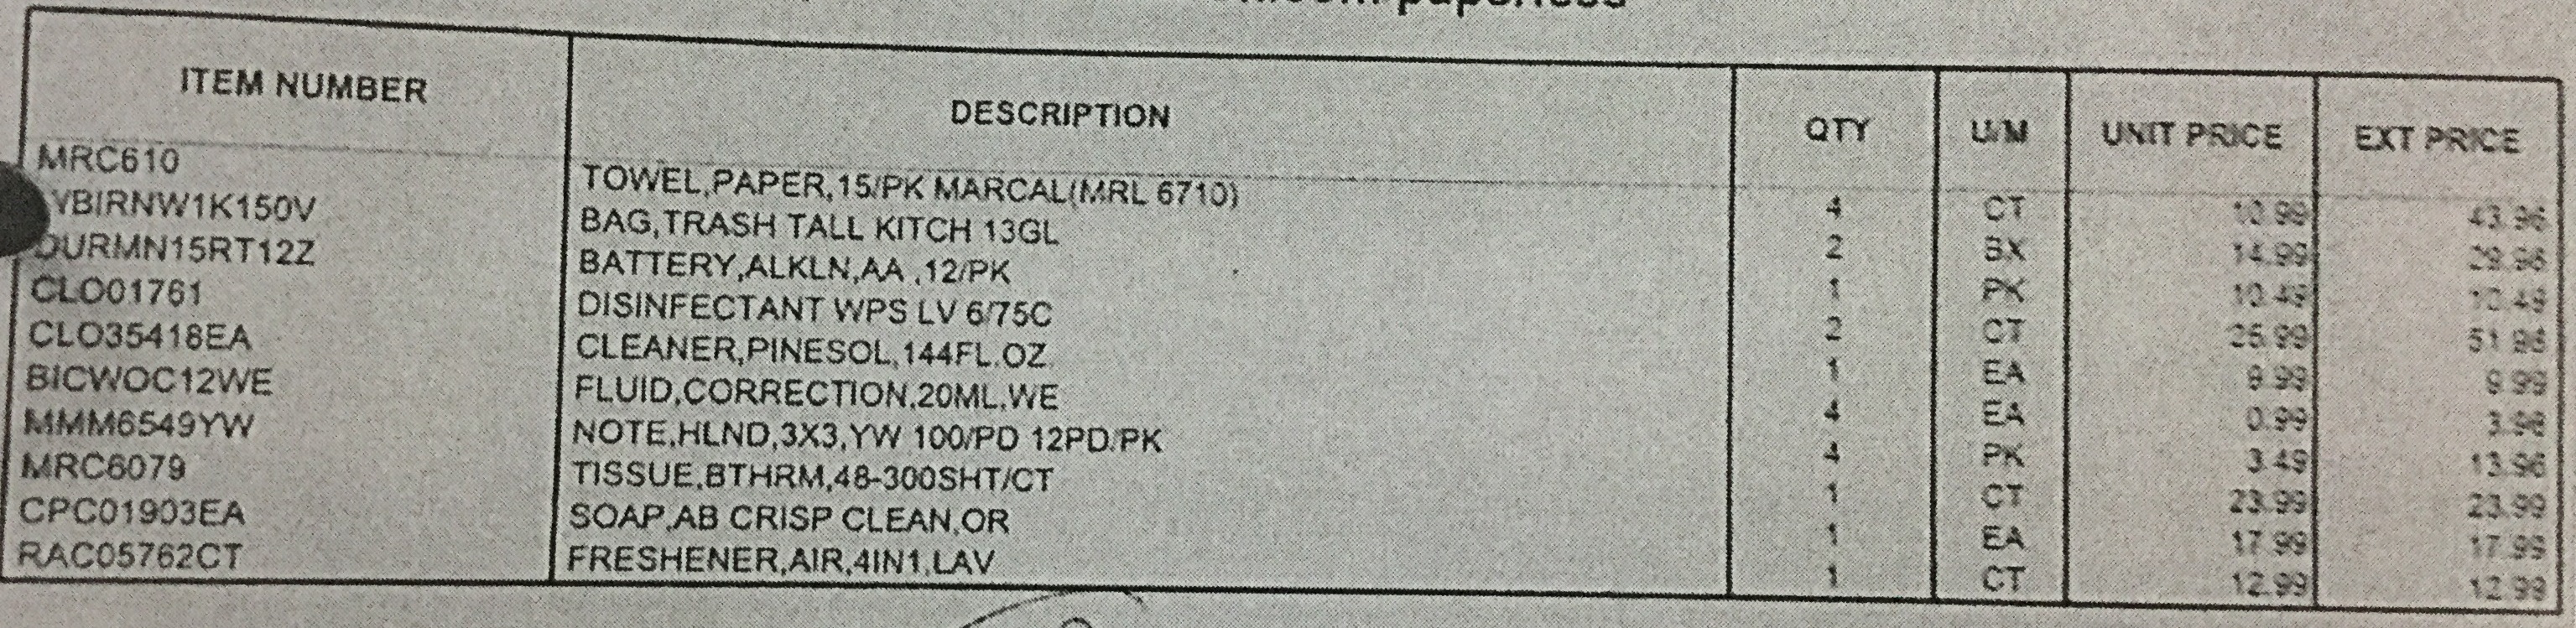 ITEM NUMBER DESCRIPTION QTY U/M UNIT PRICE EXT PRICE
MRC610 TOWEL,PAPER,15/PK MARCAL(MRL 6710) 4 CT 10.99 43.96
WBIRNW1K150V BAG,TRASH TALL KITCH 13GL 2 BX 14.99 29.98
DURMN15RT12Z BATTERY,ALKLN,AA ,12/PK 1 PK 10.49 10.49
CLO01761 DISINFECTANT WPS LV 6/75C 2 CT 25.99 51.98
CLO35418EA CLEANER,PINESOL,144FL.OZ. 1 EA 9.99 9.99
BICWOC12WE FLUID,CORRECTION,20ML,WE 4 EA 0.99 3.96
MMM6549YW NOTE,HLND,3X3,YW 100/PD 12PD/PK 4 PK 3.49 13.96
MRC6079 TISSUE,BTHRM,48-300SHT/CT 1 CT 23.99 23.99
CPC01903EA SOAP,AB CRISP CLEAN,OR 1 EA 17.99 17.99
RAC05762CT FRESHENER,AIR,4IN1,LAV 1 CT 12.99 12.99